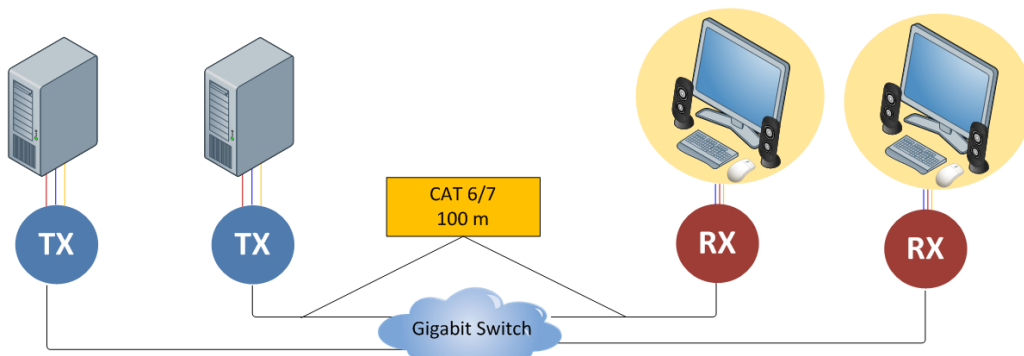 CAT 6/7
100 m
TX
TX
RX
RX
Gigabit Switch